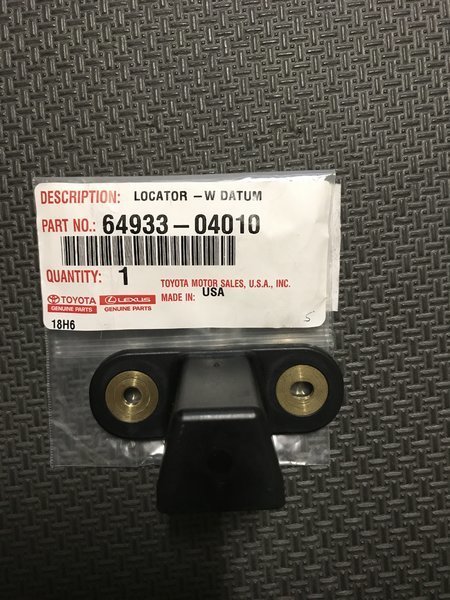 DESCRIPTION: LOCATOR -W DATUM
PART NO.: 64933-04010
QUANTITY: 1
TOYOTA MOTOR SALES, U.S.A., INC.
MADE IN: USA
TOYOTA
GENUINE PARTS
LEXUS
GENUINE PARTS
18H6
5